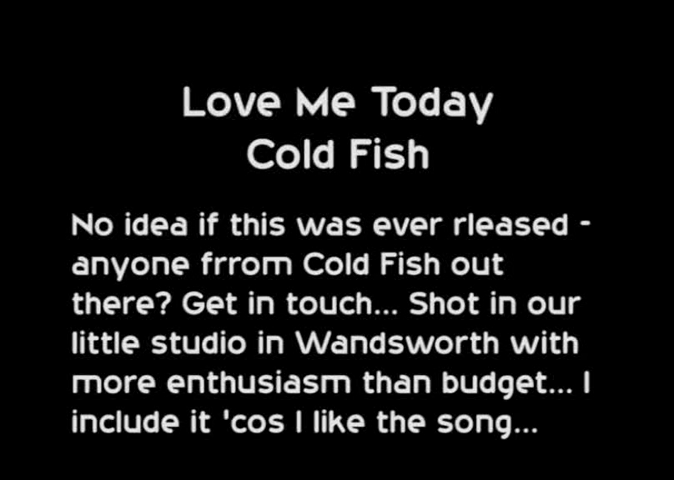 Love Me Today
Cold Fish
No idea if this was ever rleased -
anyone frrom Cold Fish out
there? Get in touch... Shot in our
little studio in Wandsworth with
more enthusiasm than budget... I
include it 'cos I like the song...